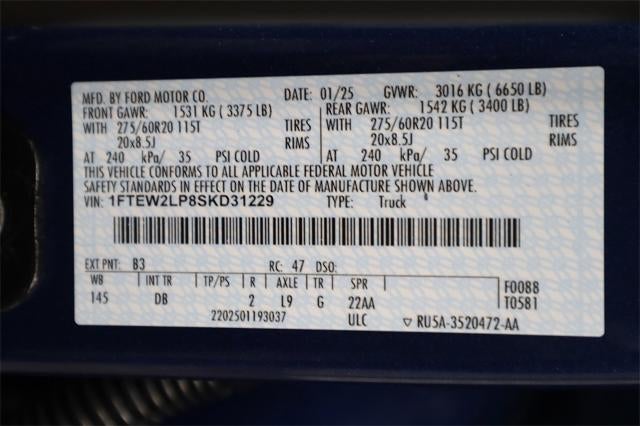 MFD. BY FORD MOTOR CO. DATE: 01/25 GVWR: 3016 KG ( 6650 LB)
FRONT GAWR: 1531 KG ( 3375 LB) REAR GAWR: 1542 KG ( 3400 LB)
WITH 275/60R20 115T TIRES WITH 275/60R20 115T TIRES
20x8.5J RIMS 20x8.5J RIMS
AT 240 kPa/ 35 PSI COLD AT 240 kPa/ 35 PSI COLD
THIS VEHICLE CONFORMS TO ALL APPLICABLE FEDERAL MOTOR VEHICLE
SAFETY STANDARDS IN EFFECT ON THE DATE OF MANUFACTURE SHOWN ABOVE.
VIN: 1FTEW2LP8SKD31229 TYPE: Truck
EXT PNT: B3 RC: 47 DSO:
WB INT TR TP/PS R AXLE TR SPR F0088
145 DB 2 L9 G 22AA T0581
2202501193037 ULC ▽ RU5A-3520472-AA